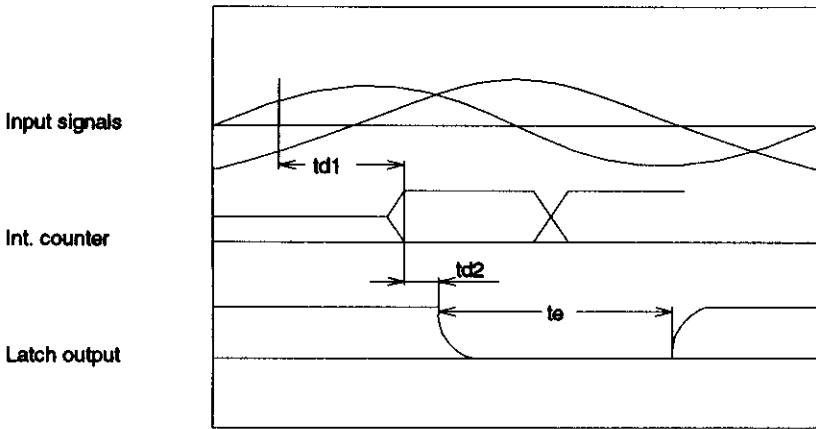 Input signals
td1
Int. counter
td2
te
Latch output